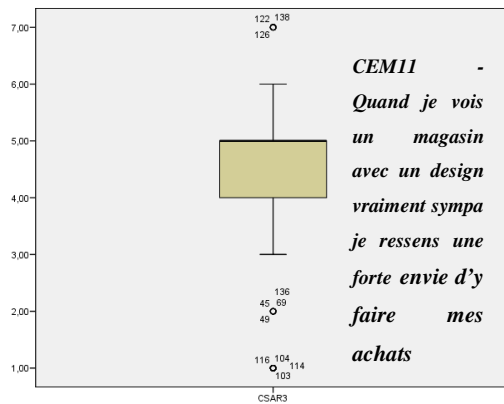 7,00
122 138
126
6,00
5,00
4,00
3,00
136
45 69
2,00
49
116 104
114
1,00
103
CSAR3
CEM11 -
Quand je vois
un magasin
avec un design
vraiment sympa
je ressens une
forte envie d'y
faire mes
achats